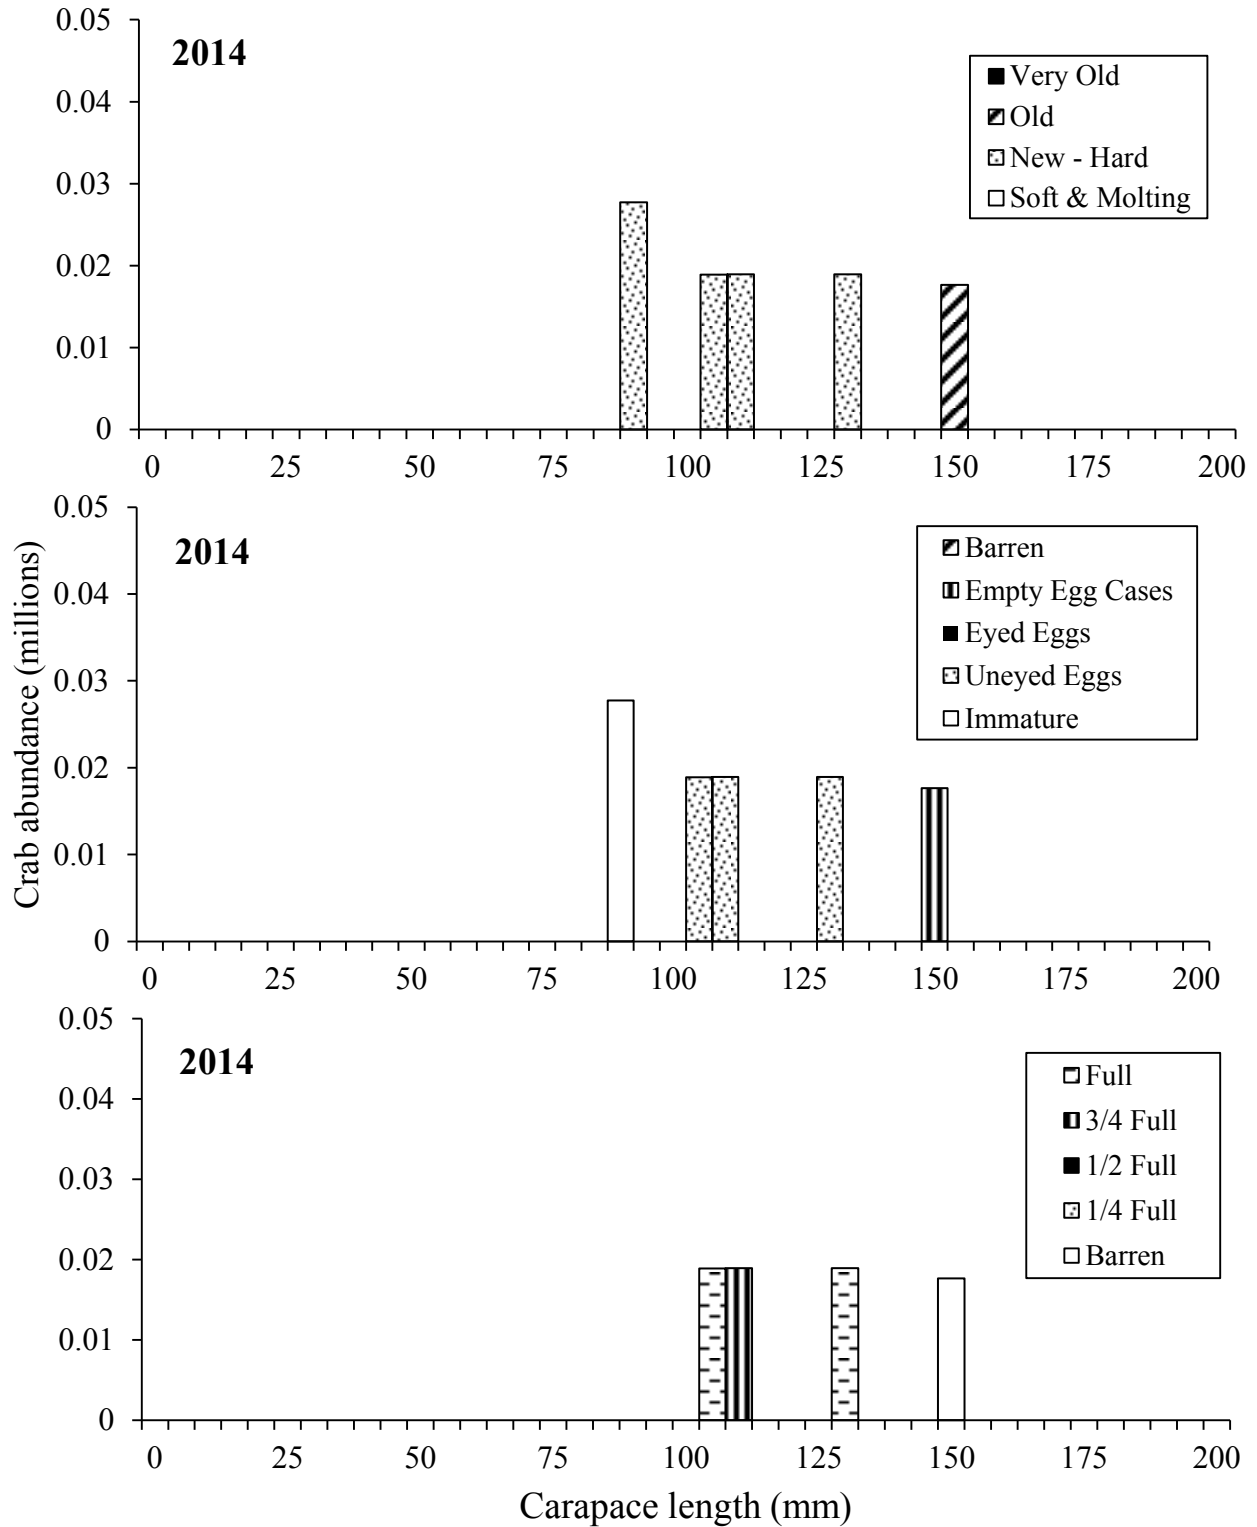 0.05
2014
Very Old
0.04
Old
New - Hard
0.03
Soft & Molting
0.02
0.01
0
0 25 50 75 100 125 150 175 200
Crab abundance (millions)
0.05
2014
Barren
0.04
Empty Egg Cases
Eyed Eggs
0.03
Uneyed Eggs
Immature
0.02
0.01
0
0 25 50 75 100 125 150 175 200
0.05
2014
Full
0.04
3/4 Full
1/2 Full
0.03
1/4 Full
Barren
0.02
0.01
0
0 25 50 75 100 125 150 175 200
Carapace length (mm)